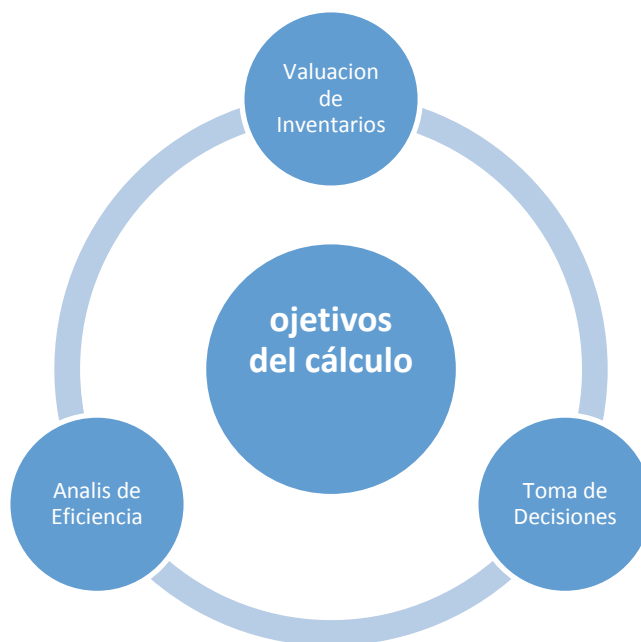 Valuacion
de
Inventarios
ojetivos
del cálculo
Analis de
Eficiencia
Toma de
Decisiones